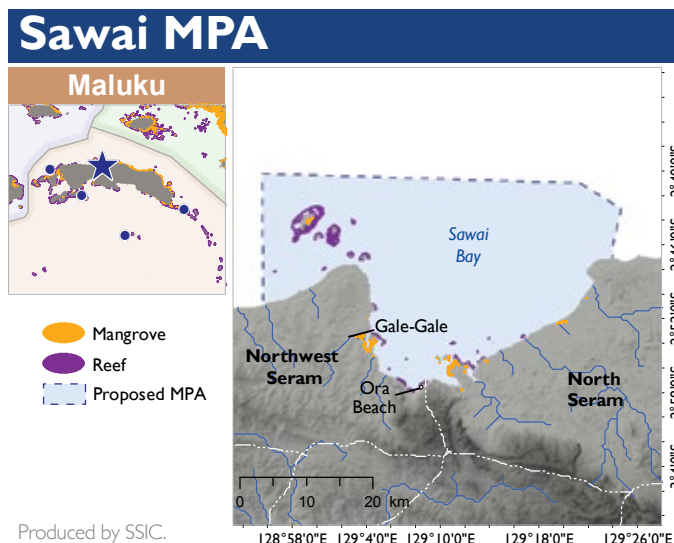 Sawai MPA
Maluku
Sawai
Bay
Gale-Gale
Northwest
Seram
Ora
Beach
North
Seram
Mangrove
Reef
Proposed MPA
0 10 20 km
128°58'0"E 129°4'0"E 129°10'0"E 129°18'0"E 129°26'0"E
Produced by SSIC.